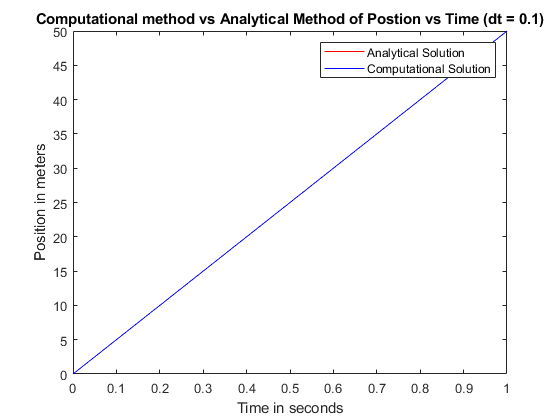 Computational method vs Analytical Method of Postion vs Time (dt = 0.1)
50
45
40
35
30
25
20
15
10
5
0
Position in meters
Analytical Solution
Computational Solution
0 0.1 0.2 0.3 0.4 0.5 0.6 0.7 0.8 0.9 1
Time in seconds